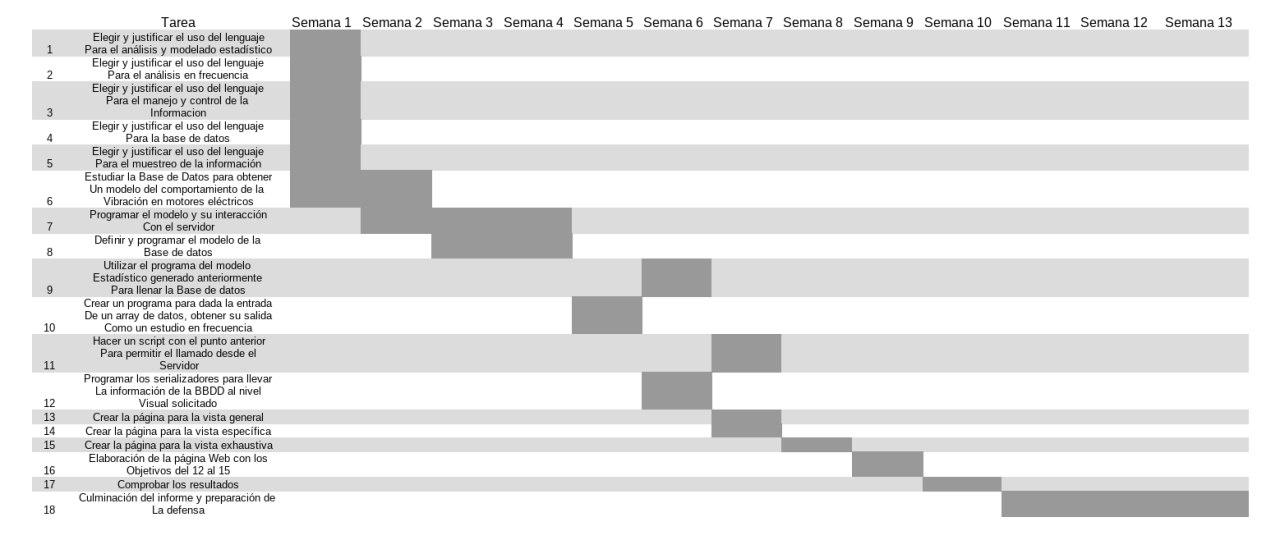 Tarea Semana 1 Semana 2 Semana 3 Semana 4 Semana 5 Semana 6 Semana 7 Semana 8 Semana 9 Semana 10 Semana 11 Semana 12 Semana 13
Elegir y justificar el uso del lenguaje
1 Para el análisis y modelado estadístico
Elegir y justificar el uso del lenguaje
2 Para el análisis en frecuencia
Elegir y justificar el uso del lenguaje
Para el manejo y control de la
3 Informacion
Elegir y justificar el uso del lenguaje
4 Para la base de datos
Elegir y justificar el uso del lenguaje
5 Para el muestreo de la información
Estudiar la Base de Datos para obtener
Un modelo del comportamiento de la
6 Vibración en motores eléctricos
Programar el modelo y su interacción
7 Con el servidor
Definir y programar el modelo de la
8 Base de datos
Utilizar el programa del modelo
Estadístico generado anteriormente
9 Para llenar la Base de datos
Crear un programa para dada la entrada
De un array de datos, obtener su salida
10 Como un estudio en frecuencia
Hacer un script con el punto anterior
Para permitir el llamado desde el
11 Servidor
Programar los serializadores para llevar
La información de la BBDD al nivel
12 Visual solicitado
13 Crear la página para la vista general
14 Crear la página para la vista específica
15 Crear la página para la vista exhaustiva
Elaboración de la página Web con los
16 Objetivos del 12 al 15
17 Comprobar los resultados
Culminación del informe y preparación de
18 La defensa